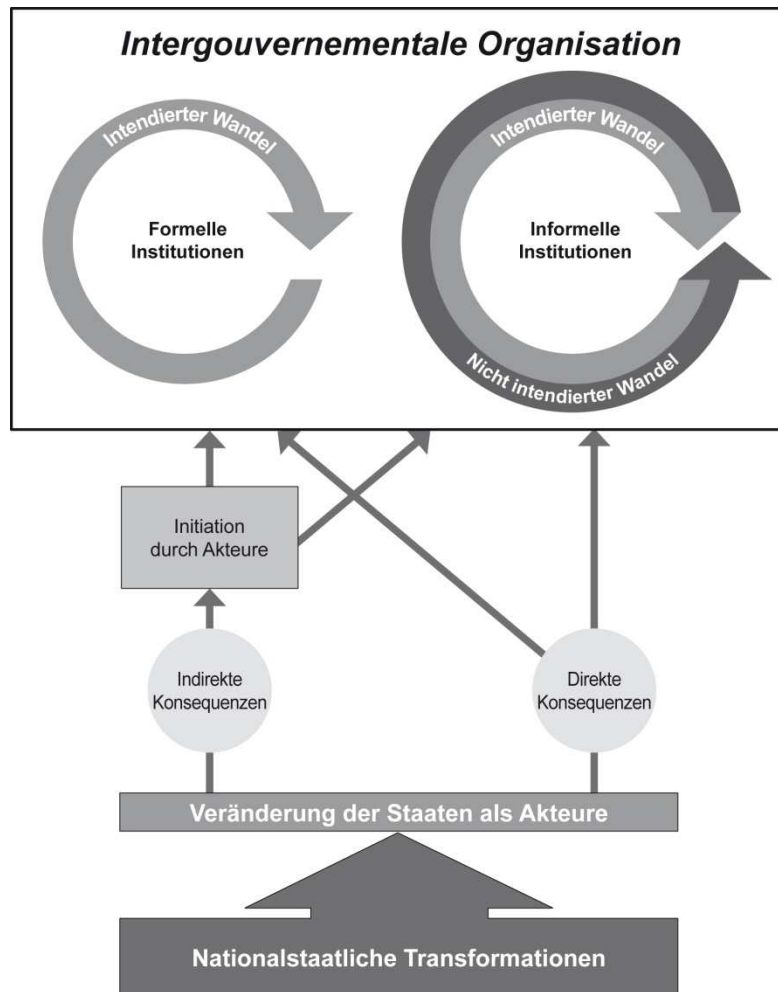 Intergouvernementale Organisation
Intendierter Wandel
Formelle
Institutionen
Intendierter Wandel
Informelle
Institutionen
Nicht intendierter Wandel
Initiation
durch Akteure
Indirekte
Konsequenzen
Direkte
Konsequenzen
Veränderung der Staaten als Akteure
Nationalstaatliche Transformationen